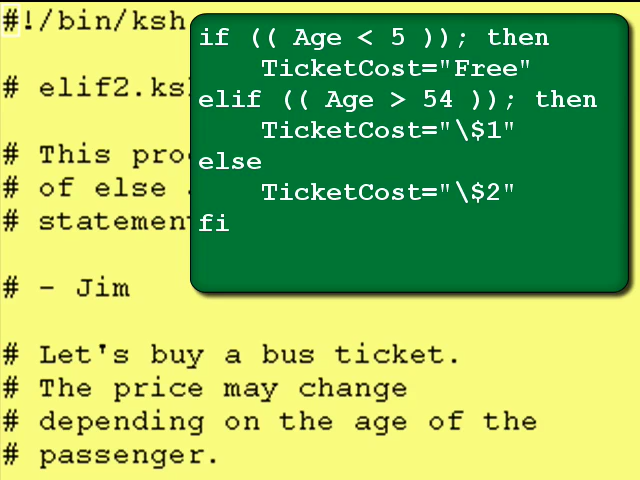 #!/bin/ksh
if (( Age < 5 )); then
TicketCost="Free"
elif (( Age > 54 )); then
TicketCost="\$1"
else
TicketCost="\$2"
fi
# elif2.ks
# This pro
# of else
# statemen
# - Jim
# Let's buy a bus ticket.
# The price may change
# depending on the age of the
# passenger.